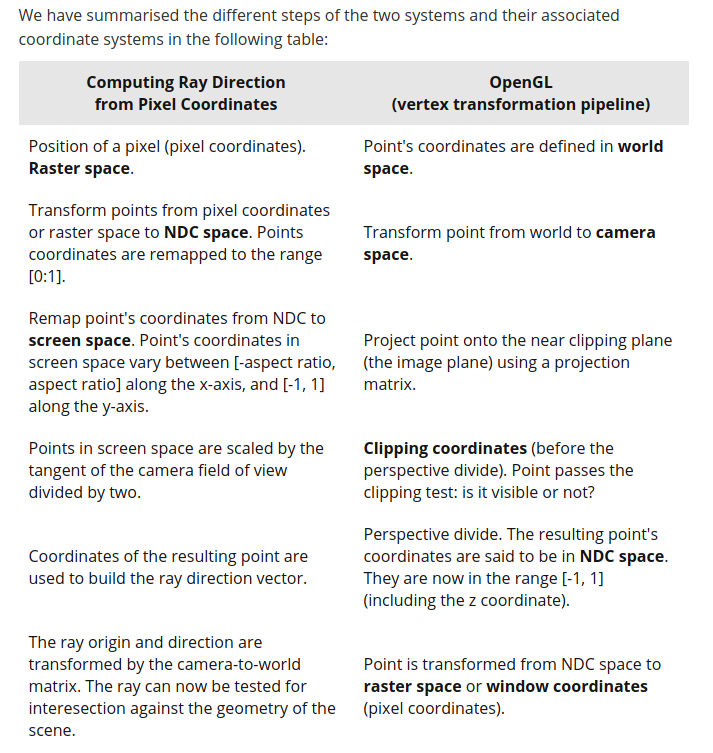 We have summarised the different steps of the two systems and their associated
coordinate systems in the following table:
Computing Ray Direction
from Pixel Coordinates
OpenGL
(vertex transformation pipeline)
Position of a pixel (pixel coordinates).
Raster space.
Point's coordinates are defined in world
space.
Transform points from pixel coordinates
or raster space to NDC space. Points
coordinates are remapped to the range
[0:1].
Transform point from world to camera
space.
Remap point's coordinates from NDC to
screen space. Point's coordinates in
screen space vary between [-aspect ratio,
aspect ratio] along the x-axis, and [-1, 1]
along the y-axis.
Project point onto the near clipping plane
(the image plane) using a projection
matrix.
Points in screen space are scaled by the
tangent of the camera field of view
divided by two.
Clipping coordinates (before the
perspective divide). Point passes the
clipping test: is it visible or not?
Coordinates of the resulting point are
used to build the ray direction vector.
Perspective divide. The resulting point's
coordinates are said to be in NDC space.
They are now in the range [-1, 1]
(including the z coordinate).
The ray origin and direction are
transformed by the camera-to-world
matrix. The ray can now be tested for
interesection against the geometry of the
scene.
Point is transformed from NDC space to
raster space or window coordinates
(pixel coordinates).